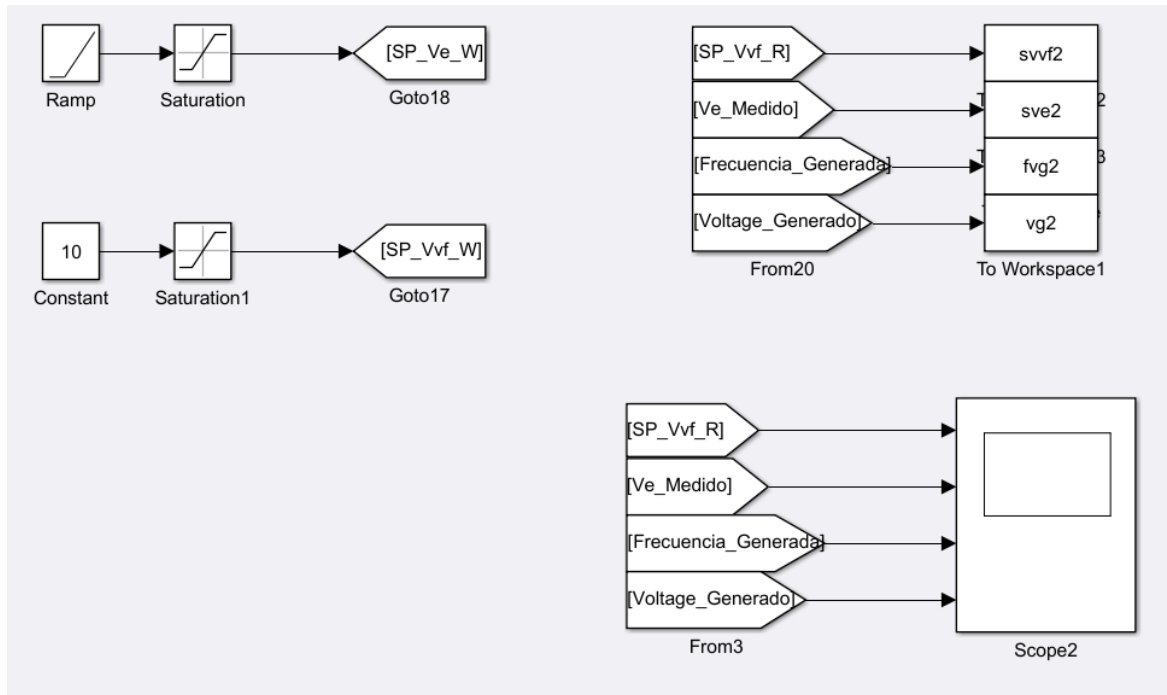 [SP_Ve_W]
Ramp
Saturation
Goto18
10
[SP_Vvf_W]
Constant
Saturation1
Goto17
[SP_Vvf_R]
svvf2
[Ve_Medido]
sve2
[Frecuencia_Generada]
fvg2
[Voltage_Generado]
vg2
From20
To Workspace1
[SP_Vvf_R]
[Ve_Medido]
[Frecuencia_Generada]
[Voltage_Generado]
From3
Scope2